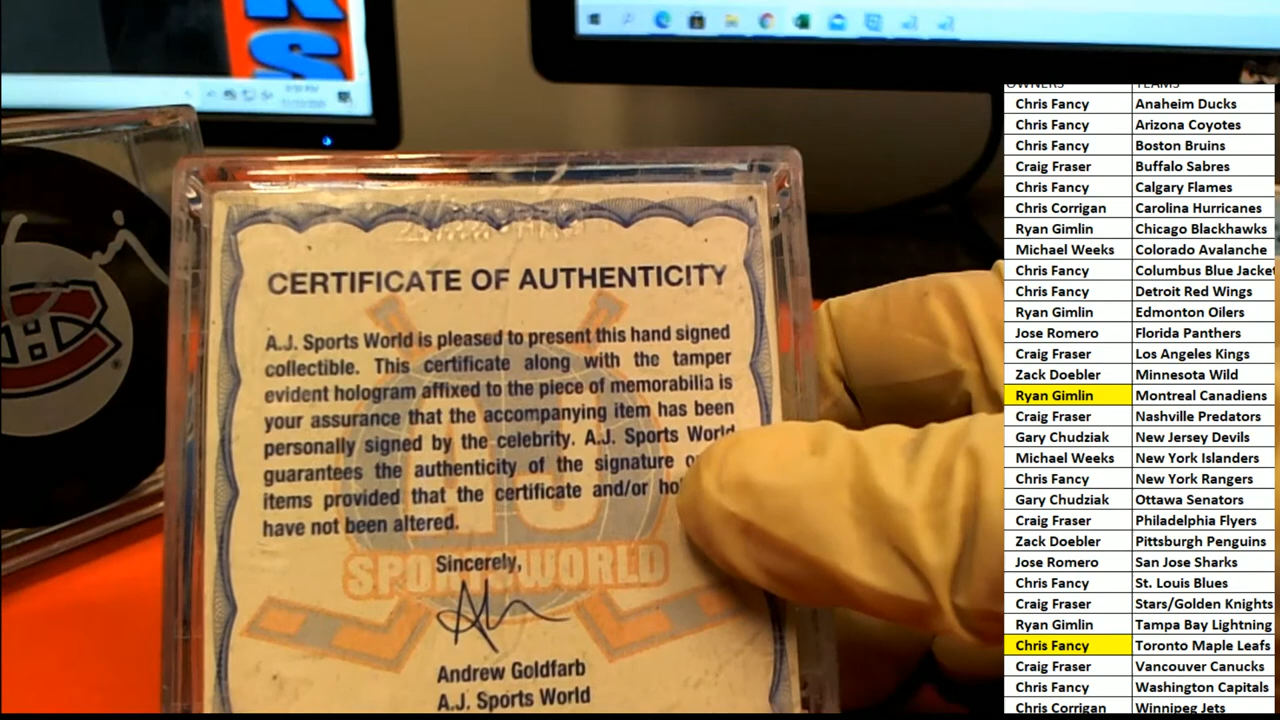 KS
CERTIFICATE OF AUTHENTICITY
A.J. Sports World is pleased to present this hand signed
collectible. This certificate along with the tamper
evident hologram affixed to the piece of memorabilia is
your assurance that the accompanying item has been
personally signed by the celebrity. A.J. Sports World
guarantees the authenticity of the signature
items provided that the certificate and/or
have not been altered.
Sincerely,
Andrew Goldfarb
A.J. Sports World
AJ
SPORTSWORLD
OWNERS TEAMS
Chris Fancy Anaheim Ducks
Chris Fancy Arizona Coyotes
Chris Fancy Boston Bruins
Craig Fraser Buffalo Sabres
Chris Fancy Calgary Flames
Chris Corrigan Carolina Hurricanes
Ryan Gimlin Chicago Blackhawks
Michael Weeks Colorado Avalanche
Chris Fancy Columbus Blue Jacket
Chris Fancy Detroit Red Wings
Ryan Gimlin Edmonton Oilers
Jose Romero Florida Panthers
Craig Fraser Los Angeles Kings
Zack Doebler Minnesota Wild
Ryan Gimlin Montreal Canadiens
Craig Fraser Nashville Predators
Gary Chudziak New Jersey Devils
Michael Weeks New York Islanders
Chris Fancy New York Rangers
Gary Chudziak Ottawa Senators
Craig Fraser Philadelphia Flyers
Zack Doebler Pittsburgh Penguins
Jose Romero San Jose Sharks
Chris Fancy St. Louis Blues
Craig Fraser Stars/Golden Knights
Ryan Gimlin Tampa Bay Lightning
Chris Fancy Toronto Maple Leafs
Craig Fraser Vancouver Canucks
Chris Fancy Washington Capitals
Chris Corrigan Winnipeg Jets